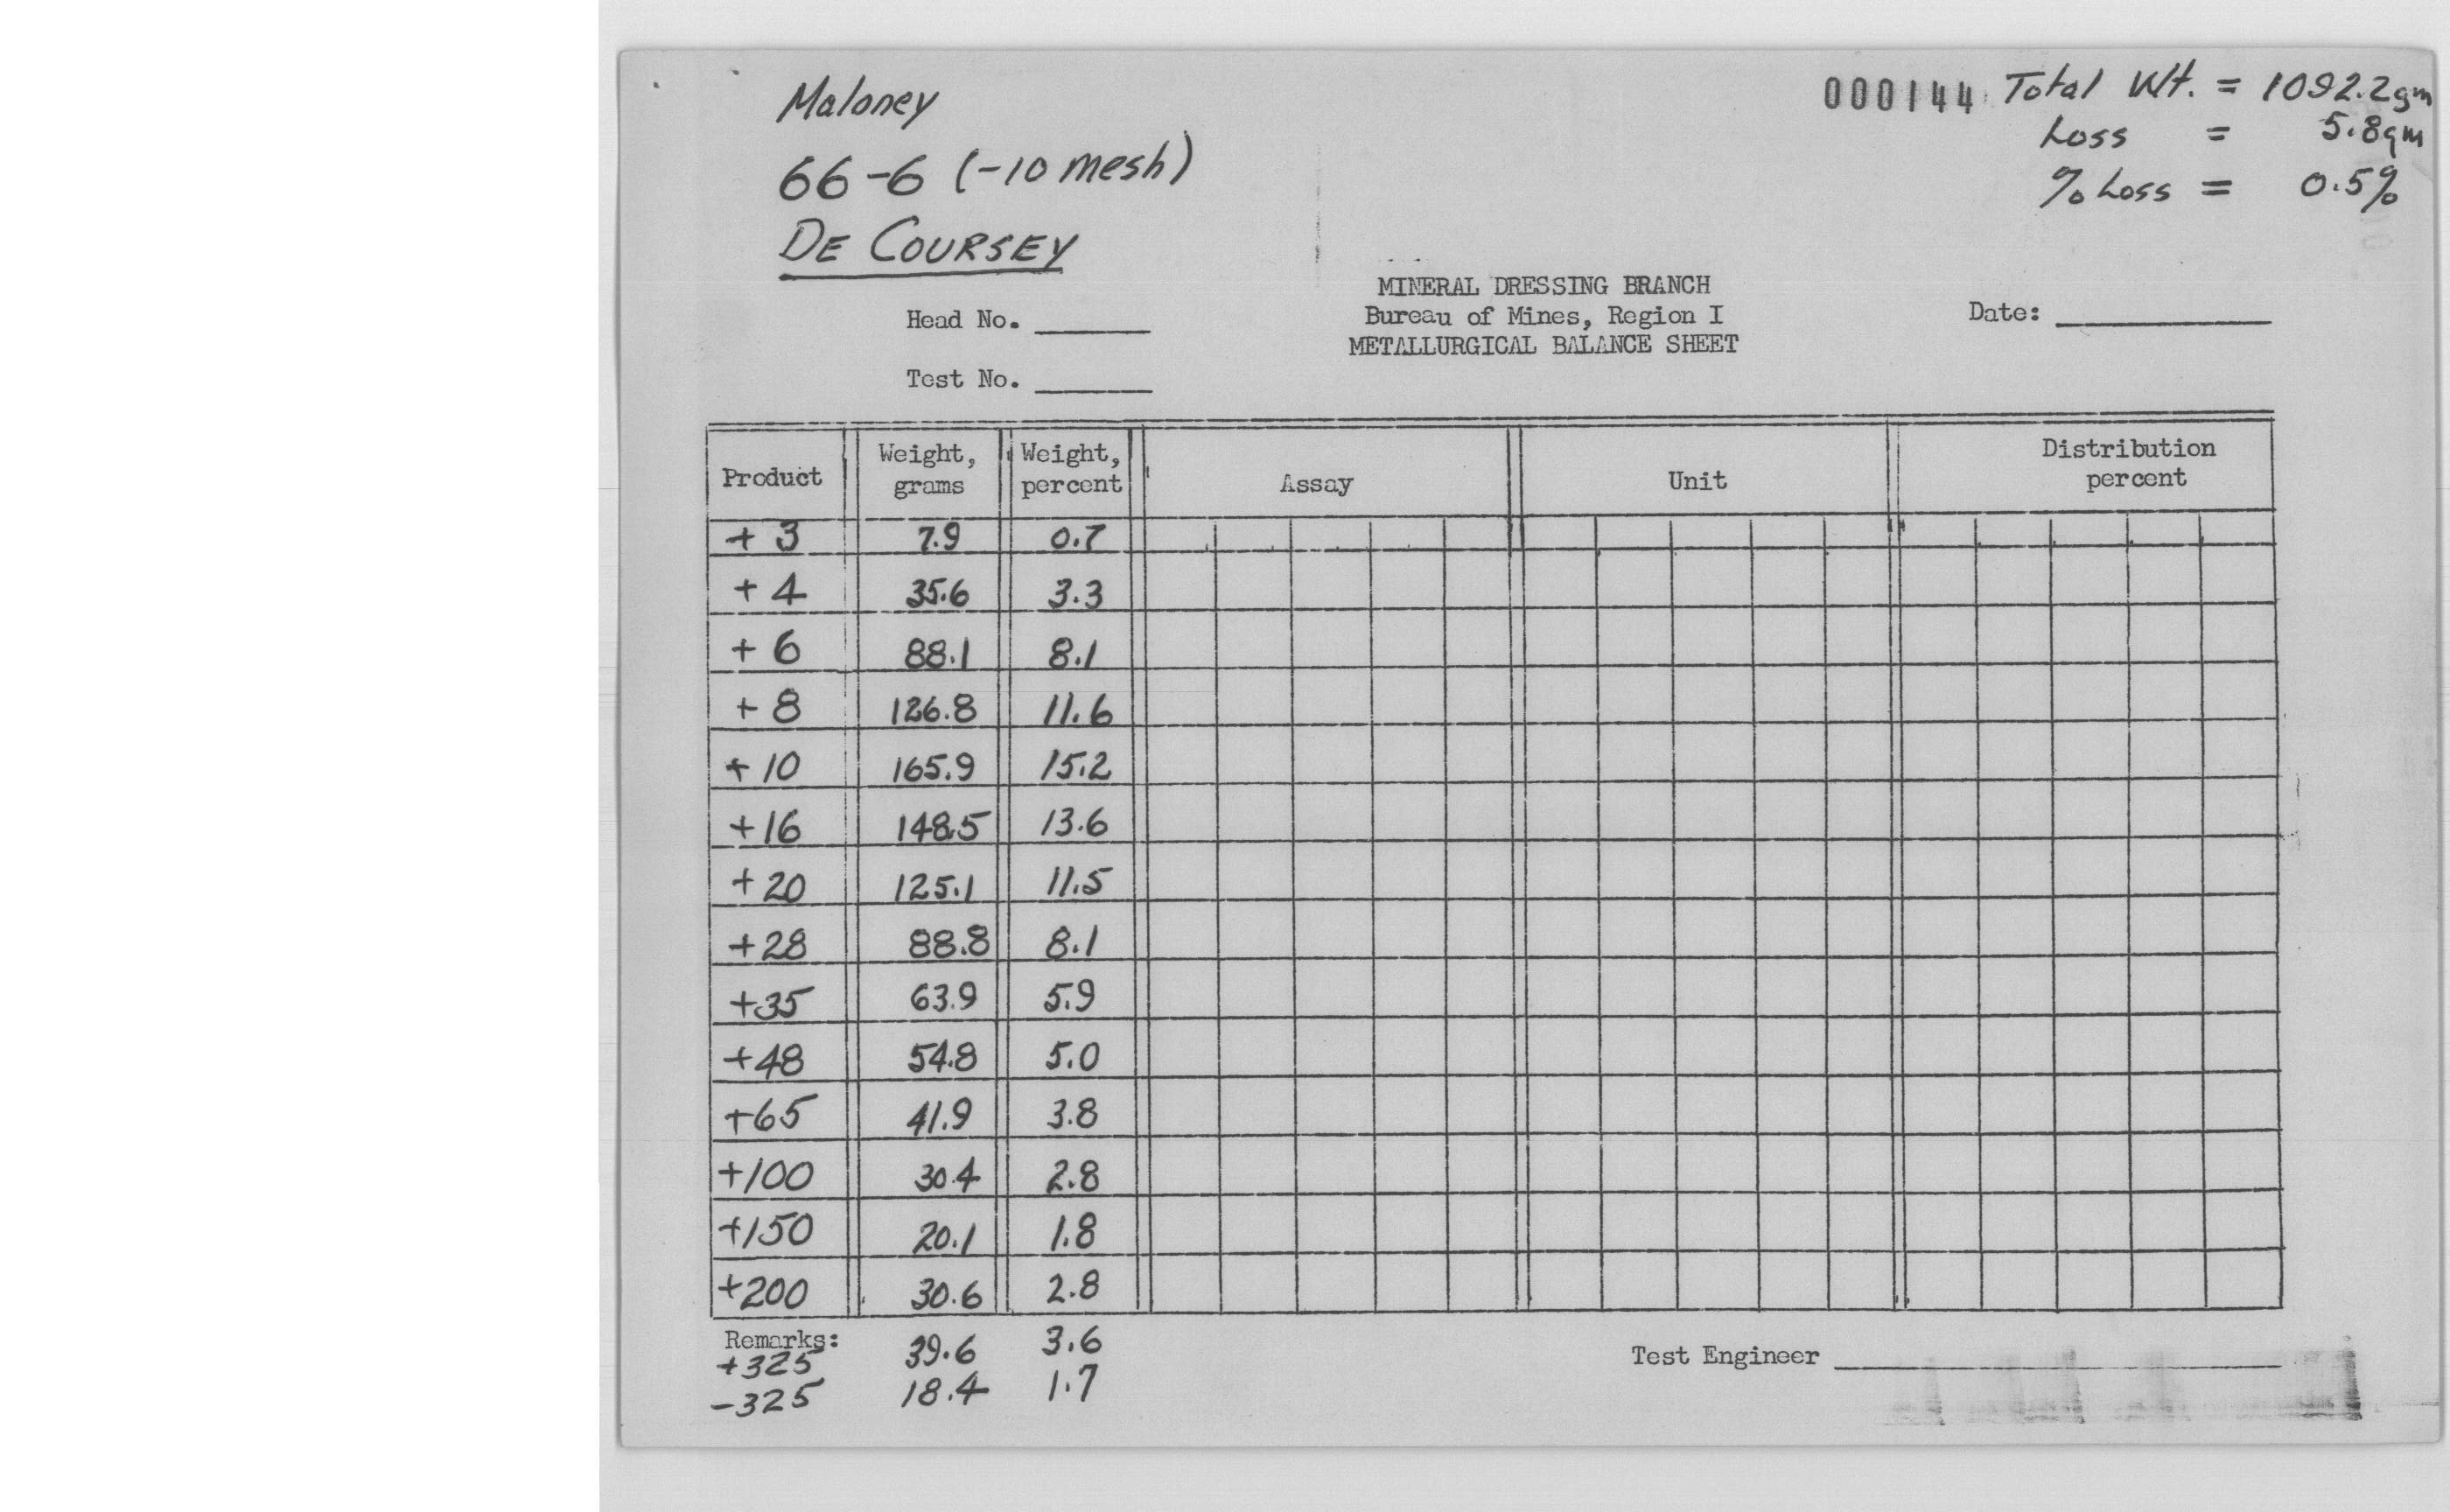 Maloney
66-6 (-10 mesh)
DE COURSEY
000144
Total Wt. = 1092.2gm
Loss = 5.8gm
% Loss = 0.5%
MINERAL DRESSING BRANCH
Bureau of Mines, Region I
METALLURGICAL BALANCE SHEET
Head No.
Test No.
Date:
Product Weight, grams Weight, percent Assay Unit Distribution percent
+ 3 7.9 0.7
+ 4 35.6 3.3
+ 6 88.1 8.1
+ 8 126.8 11.6
+ 10 165.9 15.2
+16 148.5 13.6
+20 125.1 11.5
+28 88.8 8.1
+35 63.9 5.9
+48 54.8 5.0
+65 41.9 3.8
+100 30.4 2.8
+150 20.1 1.8
+200 30.6 2.8
Remarks:
+325 39.6 3.6
-325 18.4 1.7
Test Engineer